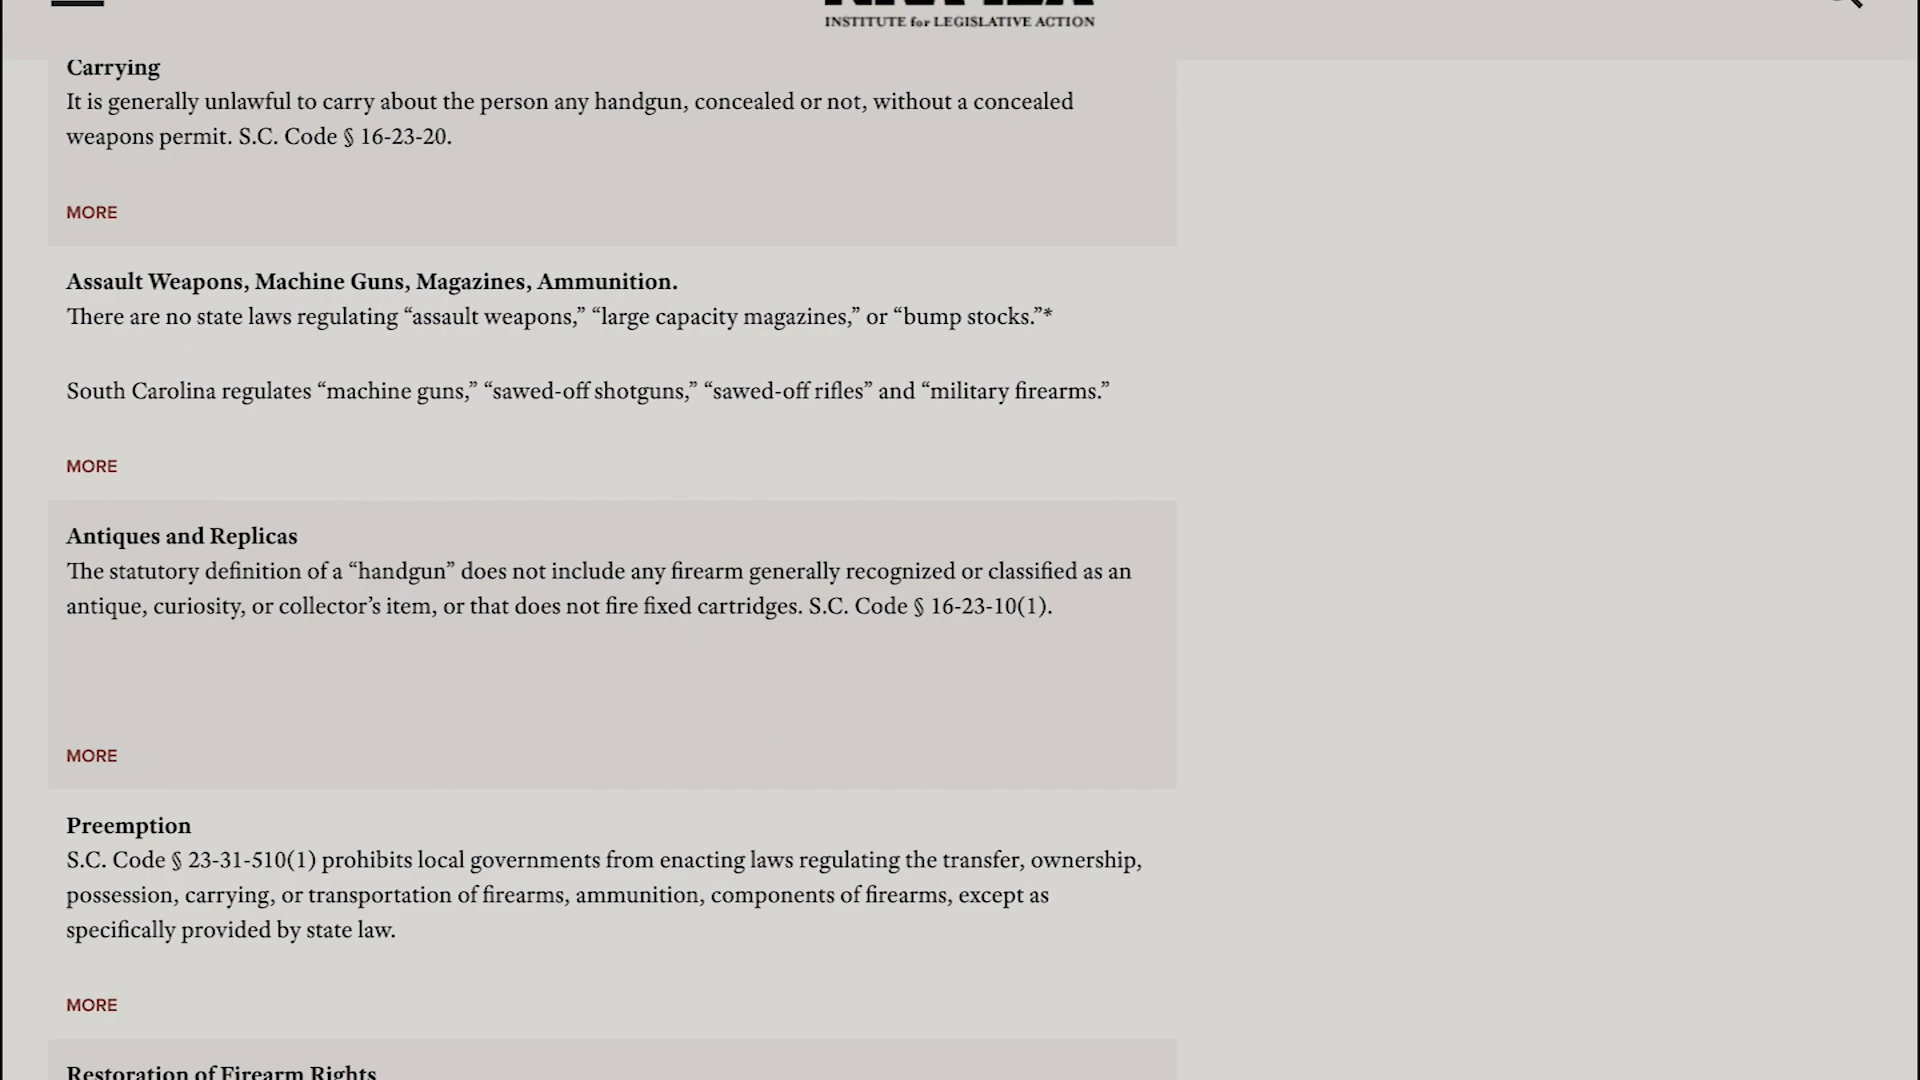 INSTITUTE for LEGISLATIVE ACTION
Carrying
It is generally unlawful to carry about the person any handgun, concealed or not, without a concealed
weapons permit. S.C. Code § 16-23-20.
MORE
Assault Weapons, Machine Guns, Magazines, Ammunition.
There are no state laws regulating “assault weapons,” “large capacity magazines,” or “bump stocks.”*
South Carolina regulates “machine guns,” “sawed-off shotguns,” “sawed-off rifles” and “military firearms.”
MORE
Antiques and Replicas
The statutory definition of a “handgun” does not include any firearm generally recognized or classified as an
antique, curiosity, or collector’s item, or that does not fire fixed cartridges. S.C. Code § 16-23-10(1).
MORE
Preemption
S.C. Code § 23-31-510(1) prohibits local governments from enacting laws regulating the transfer, ownership,
possession, carrying, or transportation of firearms, ammunition, components of firearms, except as
specifically provided by state law.
MORE
Restoration of Firearm Rights